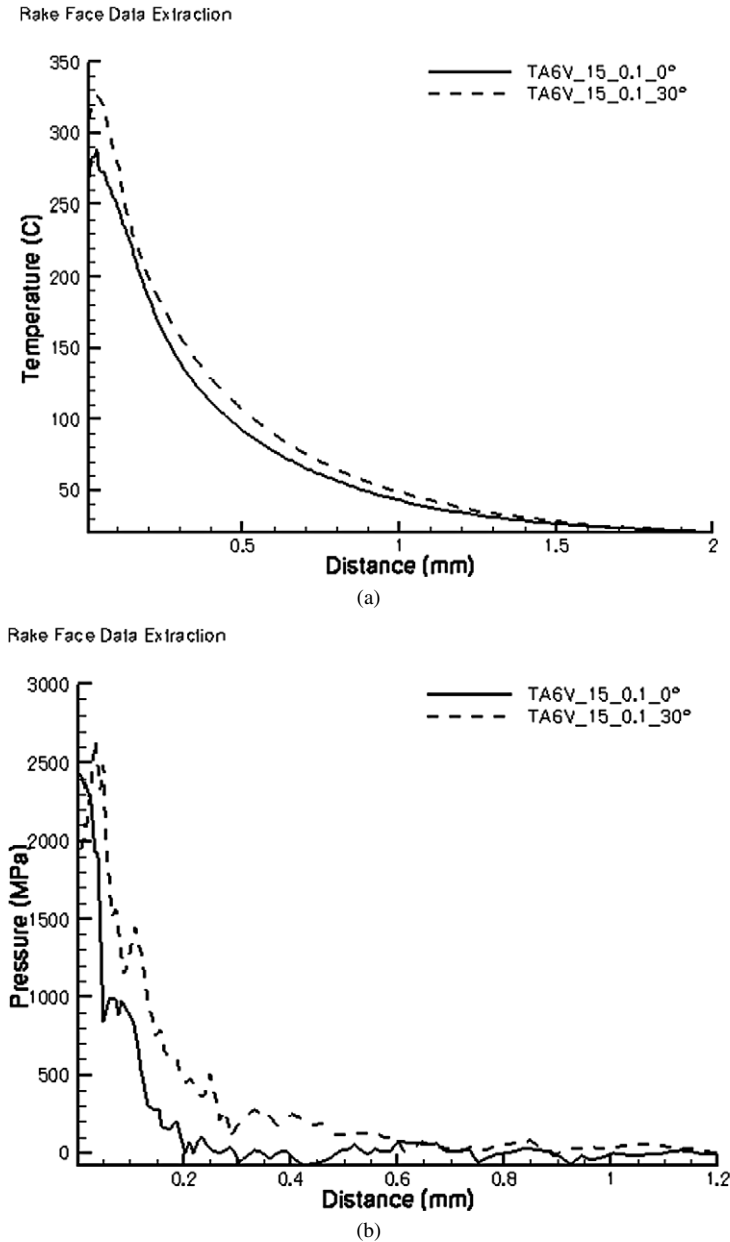 Rake Face Data Extraction
TA6V_15_0.1_0°
TA6V_15_0.1_30°
350
300
250
200
150
100
50
Temperature (C)
0.5
1
1.5
2
Distance (mm)
(a)
Rake Face Data Extraction
TA6V_15_0.1_0°
TA6V_15_0.1_30°
3000
2500
2000
1500
1000
500
0
Pressure (MPa)
0.2
0.4
0.6
0.8
1
1.2
Distance (mm)
(b)